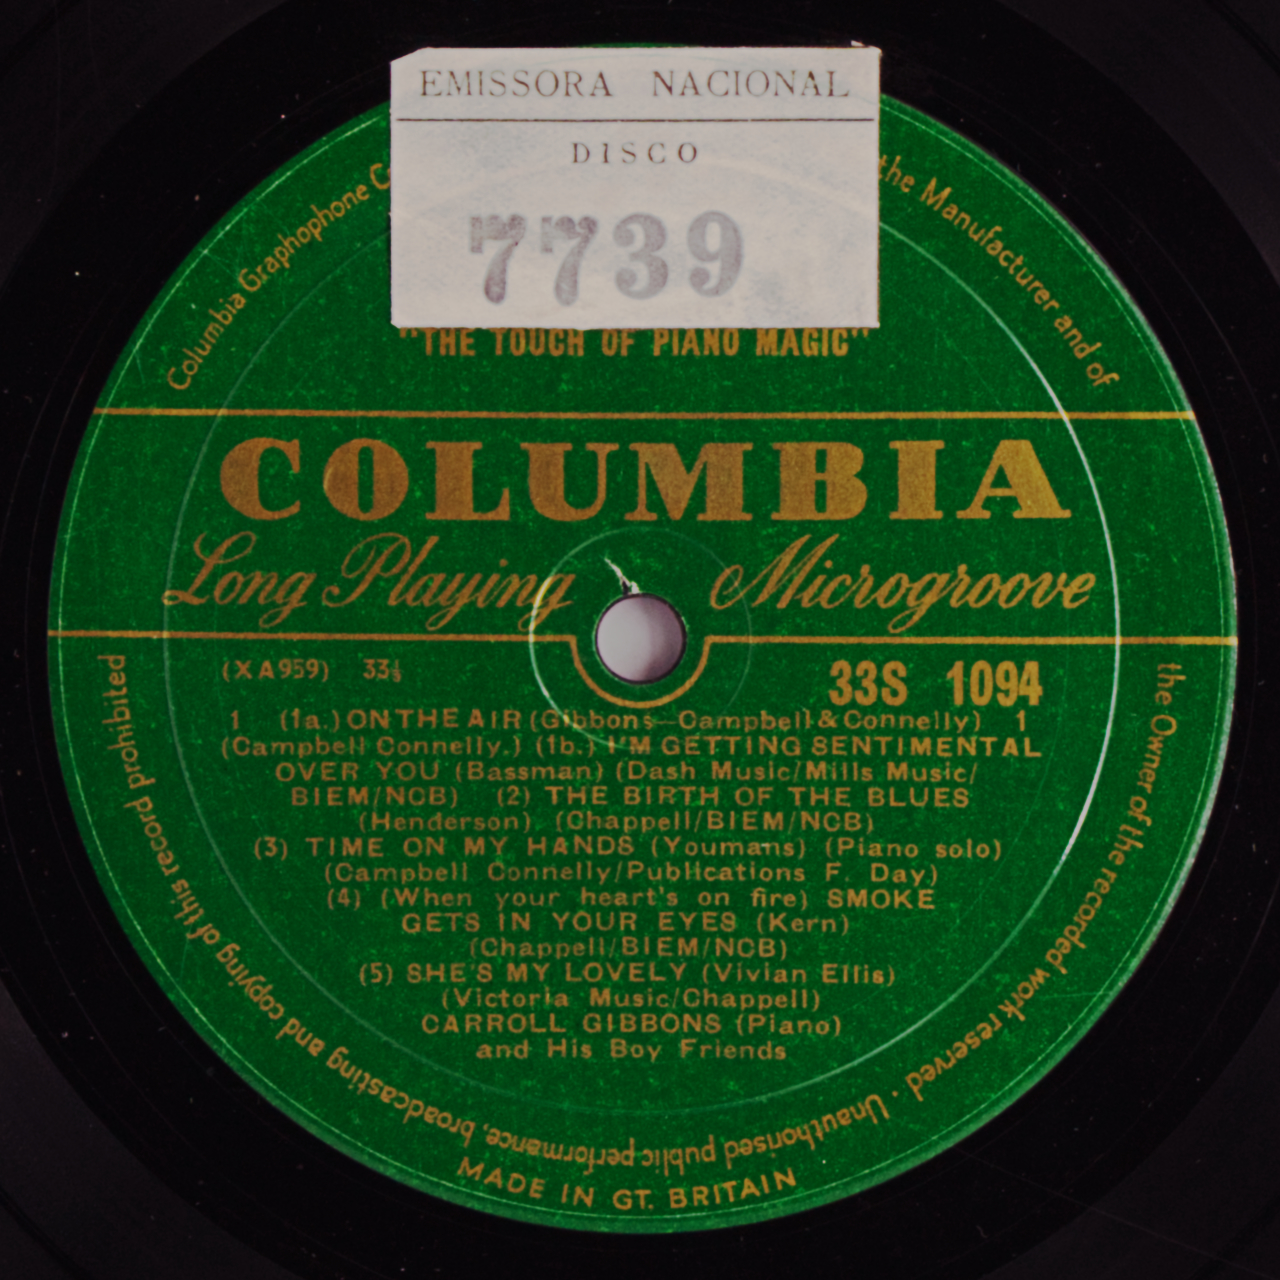 EMISSORA NACIONAL
DISCO
7739
Columbia Graphophone
the Manufacturer and of
"THE TOUCH OF PIANO MAGIC"
COLUMBIA
Long Playing Microgroove
(XA959) 33⅓ 33S 1094
1 (1a.) ON THE AIR (Gibbons—Campbell & Connelly) 1
(Campbell Connelly.) (1b.) I'M GETTING SENTIMENTAL
OVER YOU (Bassman) (Dash Music/Mills Music/
BIEM/NCB) (2) THE BIRTH OF THE BLUES
(Henderson) (Chappell/BIEM/NCB)
(3) TIME ON MY HANDS (Youmans) (Piano solo)
(Campbell Connelly/Publications F. Day)
(4) (When your heart's on fire) SMOKE
GETS IN YOUR EYES (Kern)
(Chappell/BIEM/NCB)
(5) SHE'S MY LOVELY (Vivian Ellis)
(Victoria Music/Chappell)
CARROLL GIBBONS (Piano)
and His Boy Friends
the Owner of the recorded work reserved · Unauthorised public performance, broadcasting and copying of this record prohibited
MADE IN GT. BRITAIN